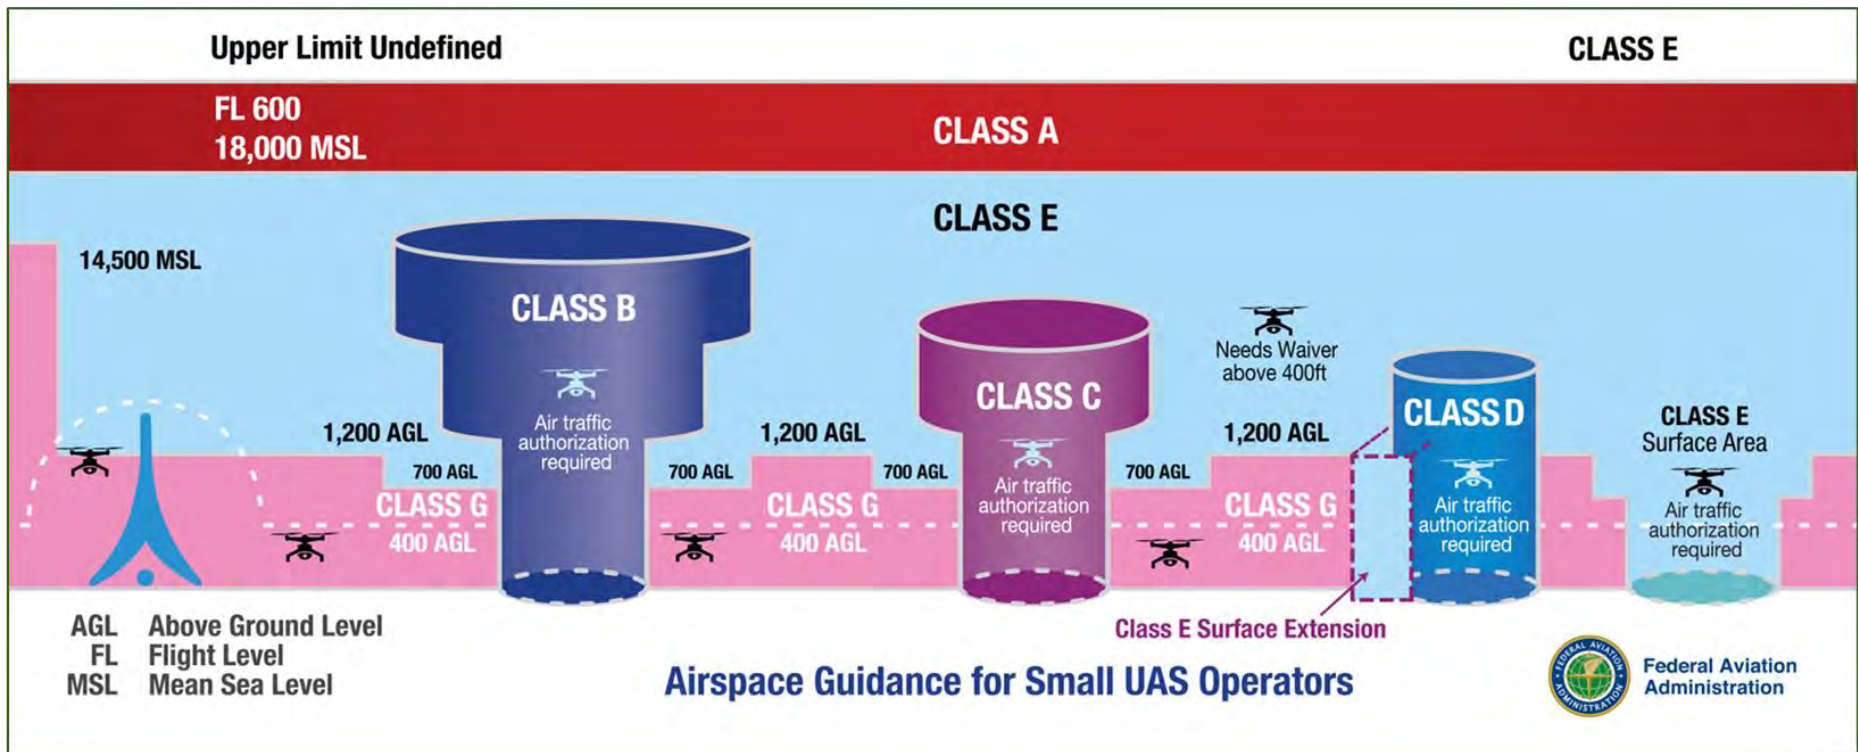 Upper Limit Undefined
CLASS E
FL 600
18,000 MSL
CLASS A
CLASS E
14,500 MSL
CLASS B
Air traffic
authorization
required
CLASS C
Air traffic
authorization
required
Needs Waiver
above 400ft
CLASS D
Air traffic
authorization
required
CLASS E
Surface Area
Air traffic
authorization
required
1,200 AGL
700 AGL
CLASS G
400 AGL
700 AGL
1,200 AGL
700 AGL
CLASS G
400 AGL
700 AGL
1,200 AGL
CLASS G
400 AGL
Class E Surface Extension
AGL Above Ground Level
FL Flight Level
MSL Mean Sea Level
Airspace Guidance for Small UAS Operators
FEDERAL AVIATION
ADMINISTRATION
Federal Aviation
Administration